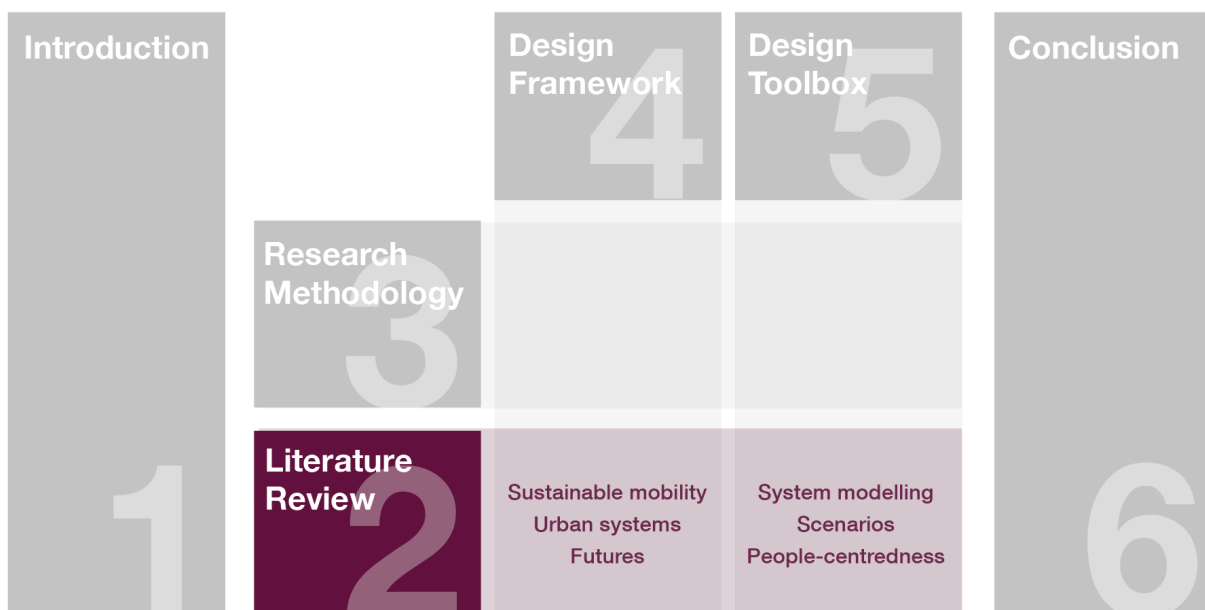 Introduction
1
Research
Methodology
3
Literature
Review
2
Design
Framework
4
Design
Toolbox
5
Sustainable mobility
Urban systems
Futures
System modelling
Scenarios
People-centredness
Conclusion
6